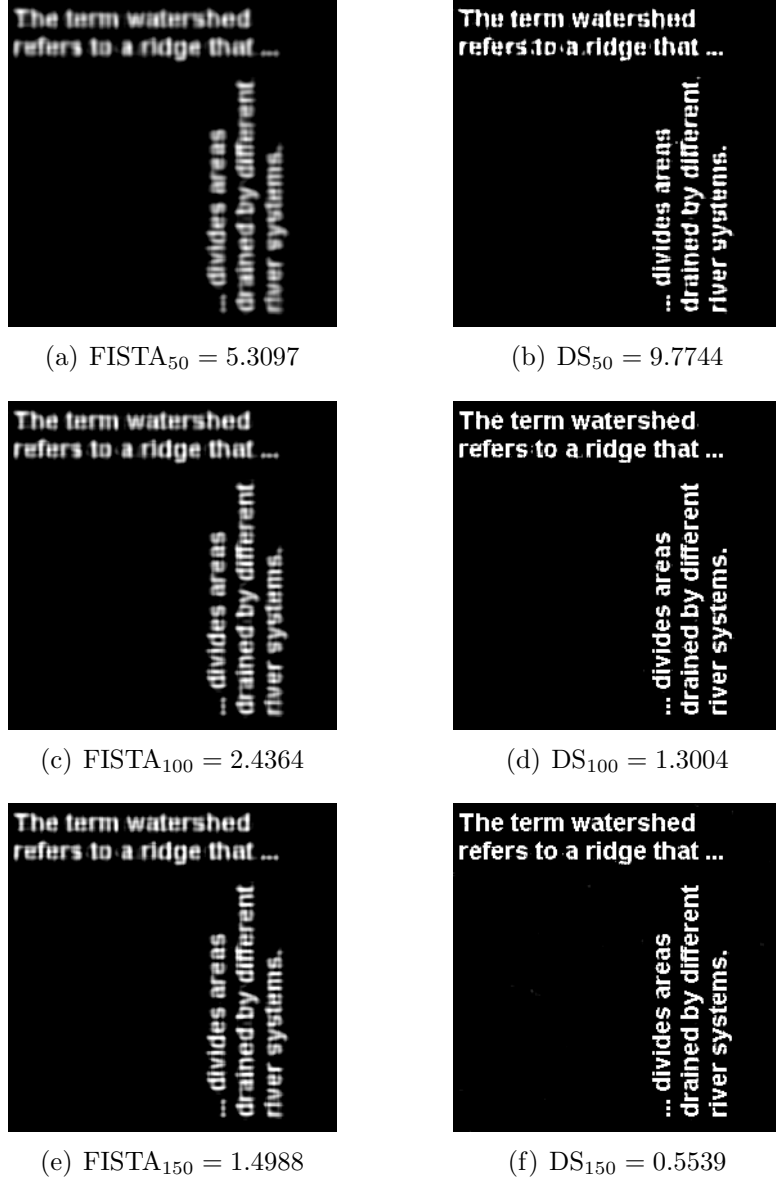 The term watershed
refers to a ridge that ...
... divides areas
drained by different
river systems.
(a) FISTA₅₀ = 5.3097
The term watershed
refers to a ridge that ...
... divides areas
drained by different
river systems.
(b) DS₅₀ = 9.7744
The term watershed
refers to a ridge that ...
... divides areas
drained by different
river systems.
(c) FISTA₁₀₀ = 2.4364
The term watershed
refers to a ridge that ...
... divides areas
drained by different
river systems.
(d) DS₁₀₀ = 1.3004
The term watershed
refers to a ridge that ...
... divides areas
drained by different
river systems.
(e) FISTA₁₅₀ = 1.4988
The term watershed
refers to a ridge that ...
... divides areas
drained by different
river systems.
(f) DS₁₅₀ = 0.5539